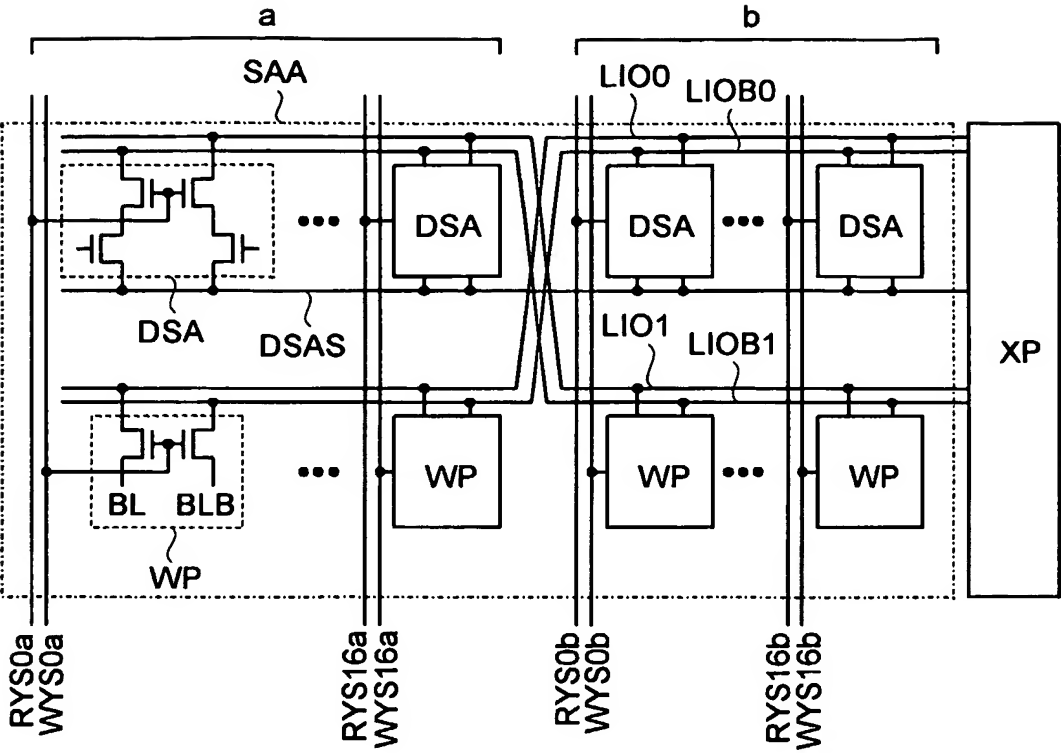 a
b
SAA
LIO0
LIOB0
DSA
DSA
DSA
DSA
DSAS
LIO1
LIOB1
XP
WP
WP
WP
BL
BLB
WP
RYS0a
WYS0a
RYS16a
WYS16a
RYS0b
WYS0b
RYS16b
WYS16b